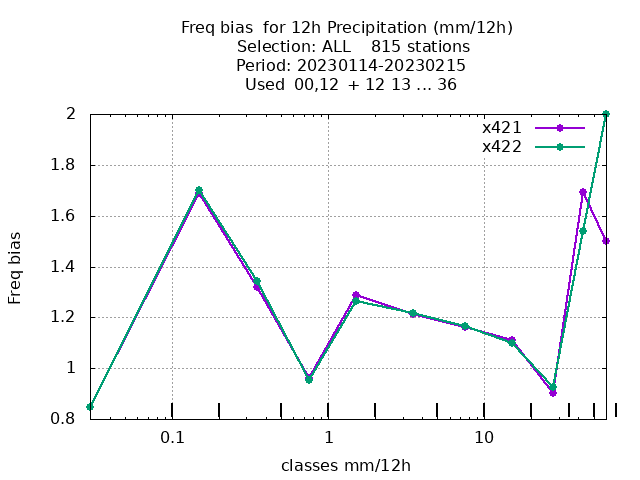 Freq bias  for 12h Precipitation (mm/12h)
Selection: ALL    815 stations
Period: 20230114-20230215
Used  00,12  + 12 13 ... 36
x421
x422
2
1.8
1.6
1.4
1.2
1
0.8
Freq bias
0.1
1
10
classes mm/12h